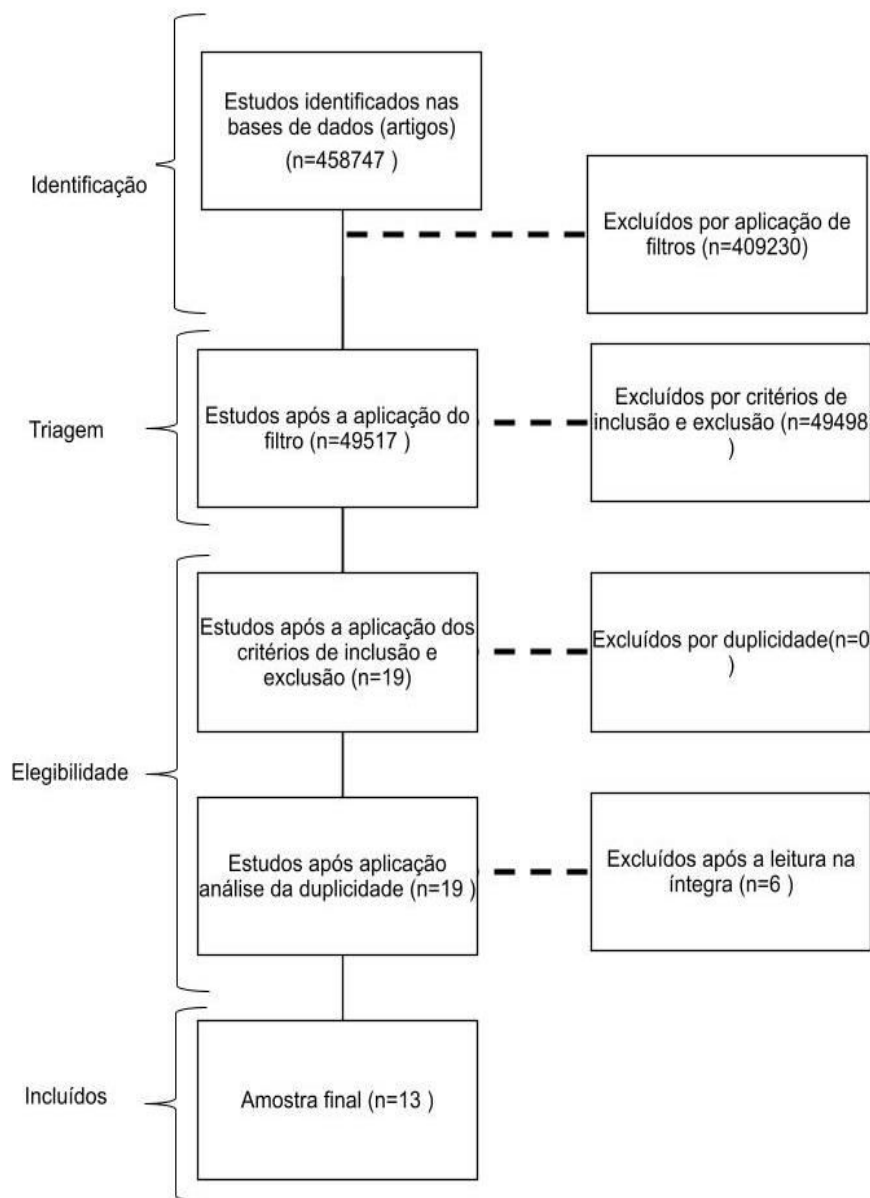 Estudos identificados nas
bases de dados (artigos)
(n=458747 )
Identificação
Excluídos por aplicação de
filtros (n=409230)
Triagem
Estudos após a aplicação do
filtro (n=49517 )
Excluídos por critérios de
inclusão e exclusão (n=49498
)
Elegibilidade
Estudos após a aplicação dos
critérios de inclusão e
exclusão (n=19)
Excluídos por duplicidade(n=0
)
Estudos após aplicação
análise da duplicidade (n=19 )
Excluídos após a leitura na
íntegra (n=6 )
Incluídos
Amostra final (n=13 )